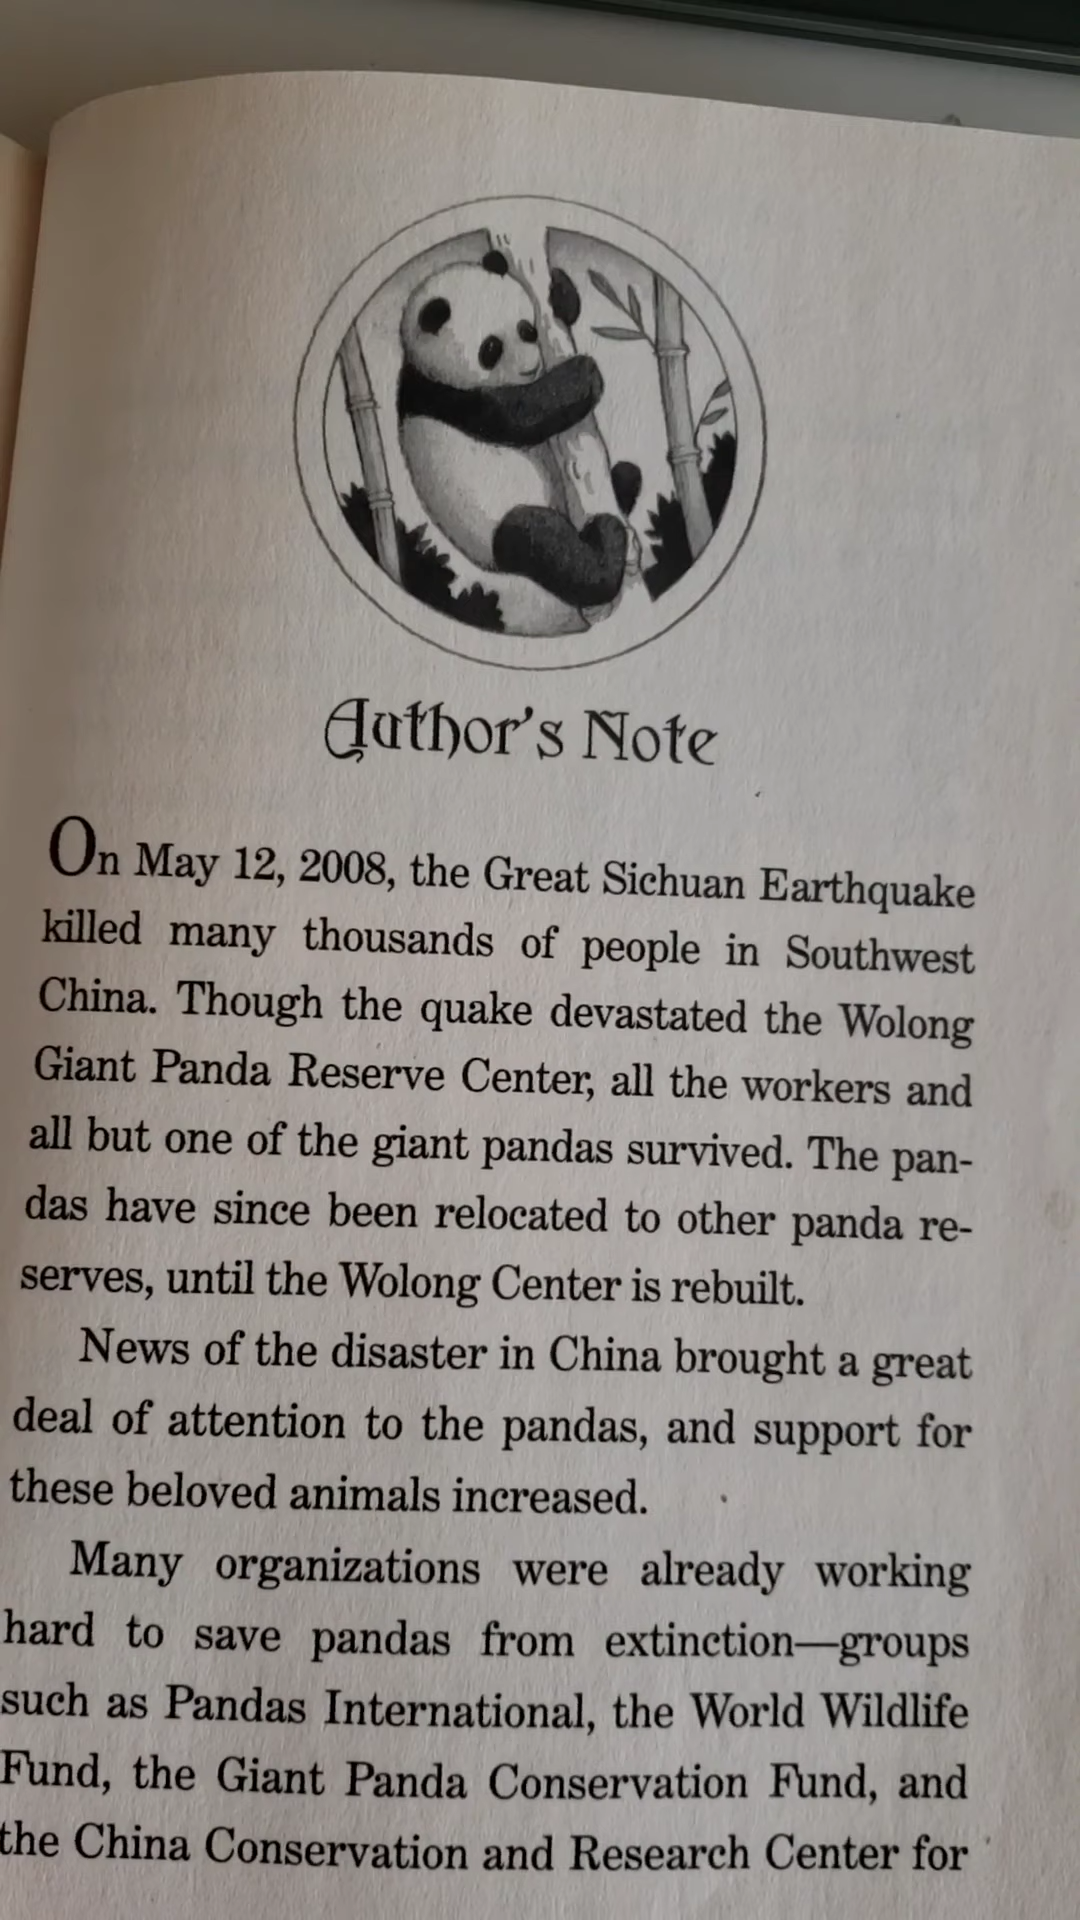 Author's Note
On May 12, 2008, the Great Sichuan Earthquake
killed many thousands of people in Southwest
China. Though the quake devastated the Wolong
Giant Panda Reserve Center, all the workers and
all but one of the giant pandas survived. The pan-
das have since been relocated to other panda re-
serves, until the Wolong Center is rebuilt.
News of the disaster in China brought a great
deal of attention to the pandas, and support for
these beloved animals increased.
Many organizations were already working
hard to save pandas from extinction—groups
such as Pandas International, the World Wildlife
Fund, the Giant Panda Conservation Fund, and
the China Conservation and Research Center for